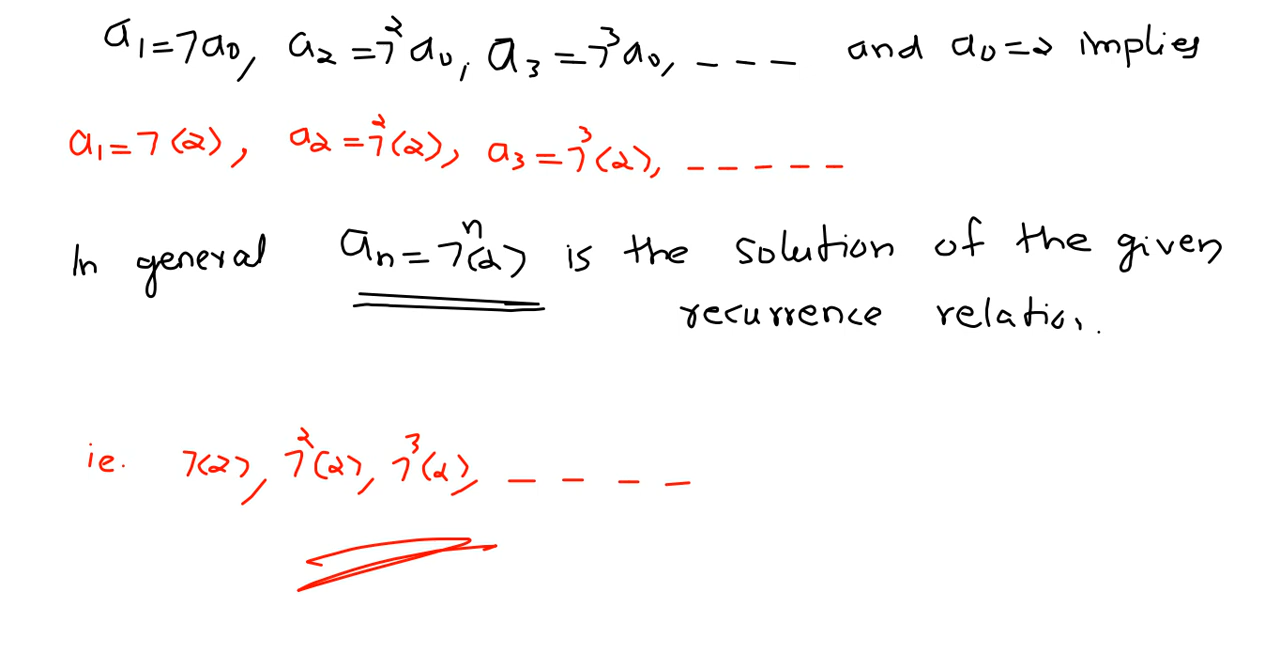 a₁=7a₀, a₂=7²a₀, a₃=7³a₀, - - - and a₀=2 implies
a₁=7(2), a₂=7²(2), a₃=7³(2), - - - - -
In general aₙ=7ⁿ(2) is the solution of the given
recurrence relation.
ie. 7(2), 7²(2), 7³(2), - - - -